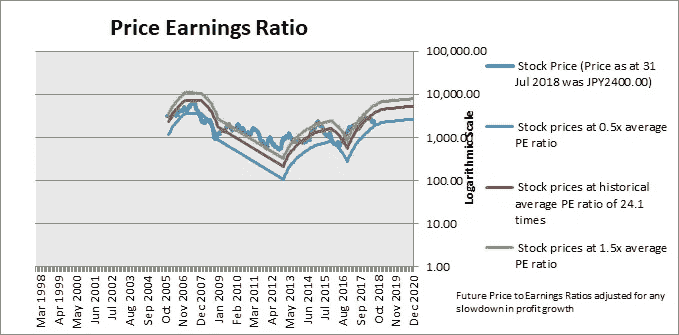 Price Earnings Ratio
100,000.00
10,000.00
1,000.00
100.00
10.00
1.00
Logarithmic Scale
Mar 1998
Apr 1999
May 2000
Jun 2001
Jul 2002
Aug 2003
Sep 2004
Oct 2005
Nov 2006
Dec 2007
Jan 2009
Feb 2010
Mar 2011
Apr 2012
May 2013
Jun 2014
Jul 2015
Aug 2016
Sep 2017
Oct 2018
Nov 2019
Dec 2020
Stock Price (Price as at 31
Jul 2018 was JPY2400.00)
Stock prices at 0.5x average
PE ratio
Stock prices at historical
average PE ratio of 24.1
times
Stock prices at 1.5x average
PE ratio
Future Price to Earnings Ratios adjusted for any
slowdown in profit growth